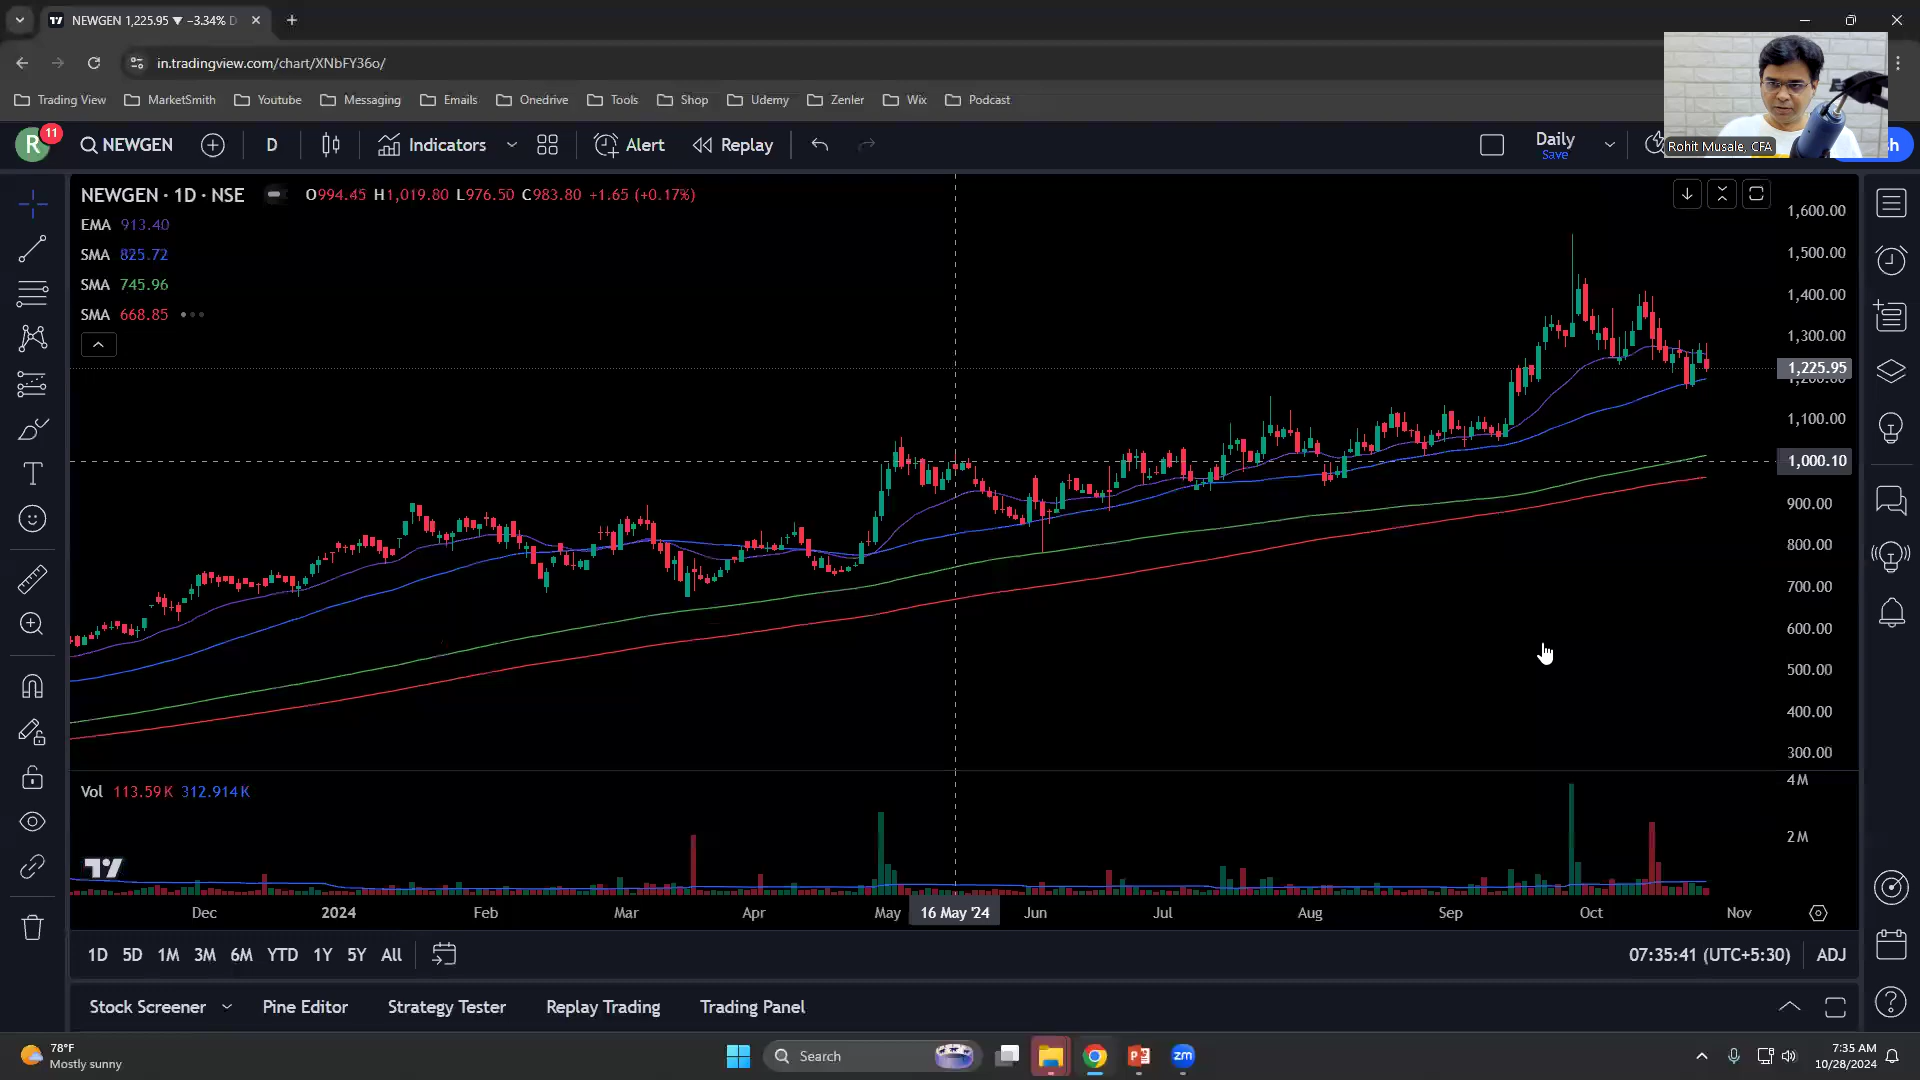 NEWGEN 1,225.95 ▼ −3.34% D
in.tradingview.com/chart/XNbFY36o/
Trading View MarketSmith Youtube Messaging Emails Onedrive Tools Shop Udemy Zenler Wix Podcast
R 11 NEWGEN D Indicators Alert Replay Daily
Save
Rohit Musale, CFA
NEWGEN · 1D · NSE O994.45 H1,019.80 L976.50 C983.80 +1.65 (+0.17%)
EMA 913.40
SMA 825.72
SMA 745.96
SMA 668.85
1,600.00
1,500.00
1,400.00
1,300.00
1,225.95
1,200.00
1,100.00
1,000.10
900.00
800.00
700.00
600.00
500.00
400.00
300.00
Vol 113.59K 312.914K
4M
2M
Dec 2024 Feb Mar Apr May 16 May '24 Jun Jul Aug Sep Oct Nov
1D 5D 1M 3M 6M YTD 1Y 5Y All 07:35:41 (UTC+5:30) ADJ
Stock Screener Pine Editor Strategy Tester Replay Trading Trading Panel
78°F
Mostly sunny
Search
zm
7:35 AM
10/28/2024